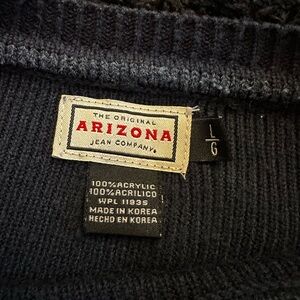 THE ORIGINAL
ARIZONA
JEAN COMPANY
L
G
100% ACRYLIC
100% ACRILICO
WPL 11935
MADE IN KOREA
HECHO EN KOREA